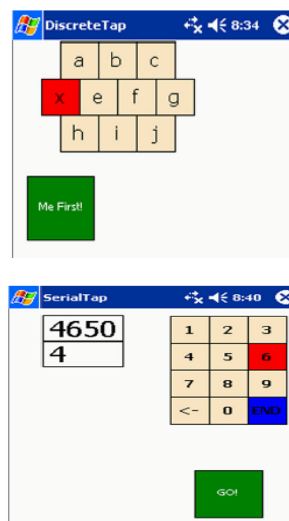 DiscreteTap 8:34
a b c
x e f g
h i j
Me First!
SerialTap 8:40
4650
4
1 2 3
4 5 6
7 8 9
<- 0 END
GO!